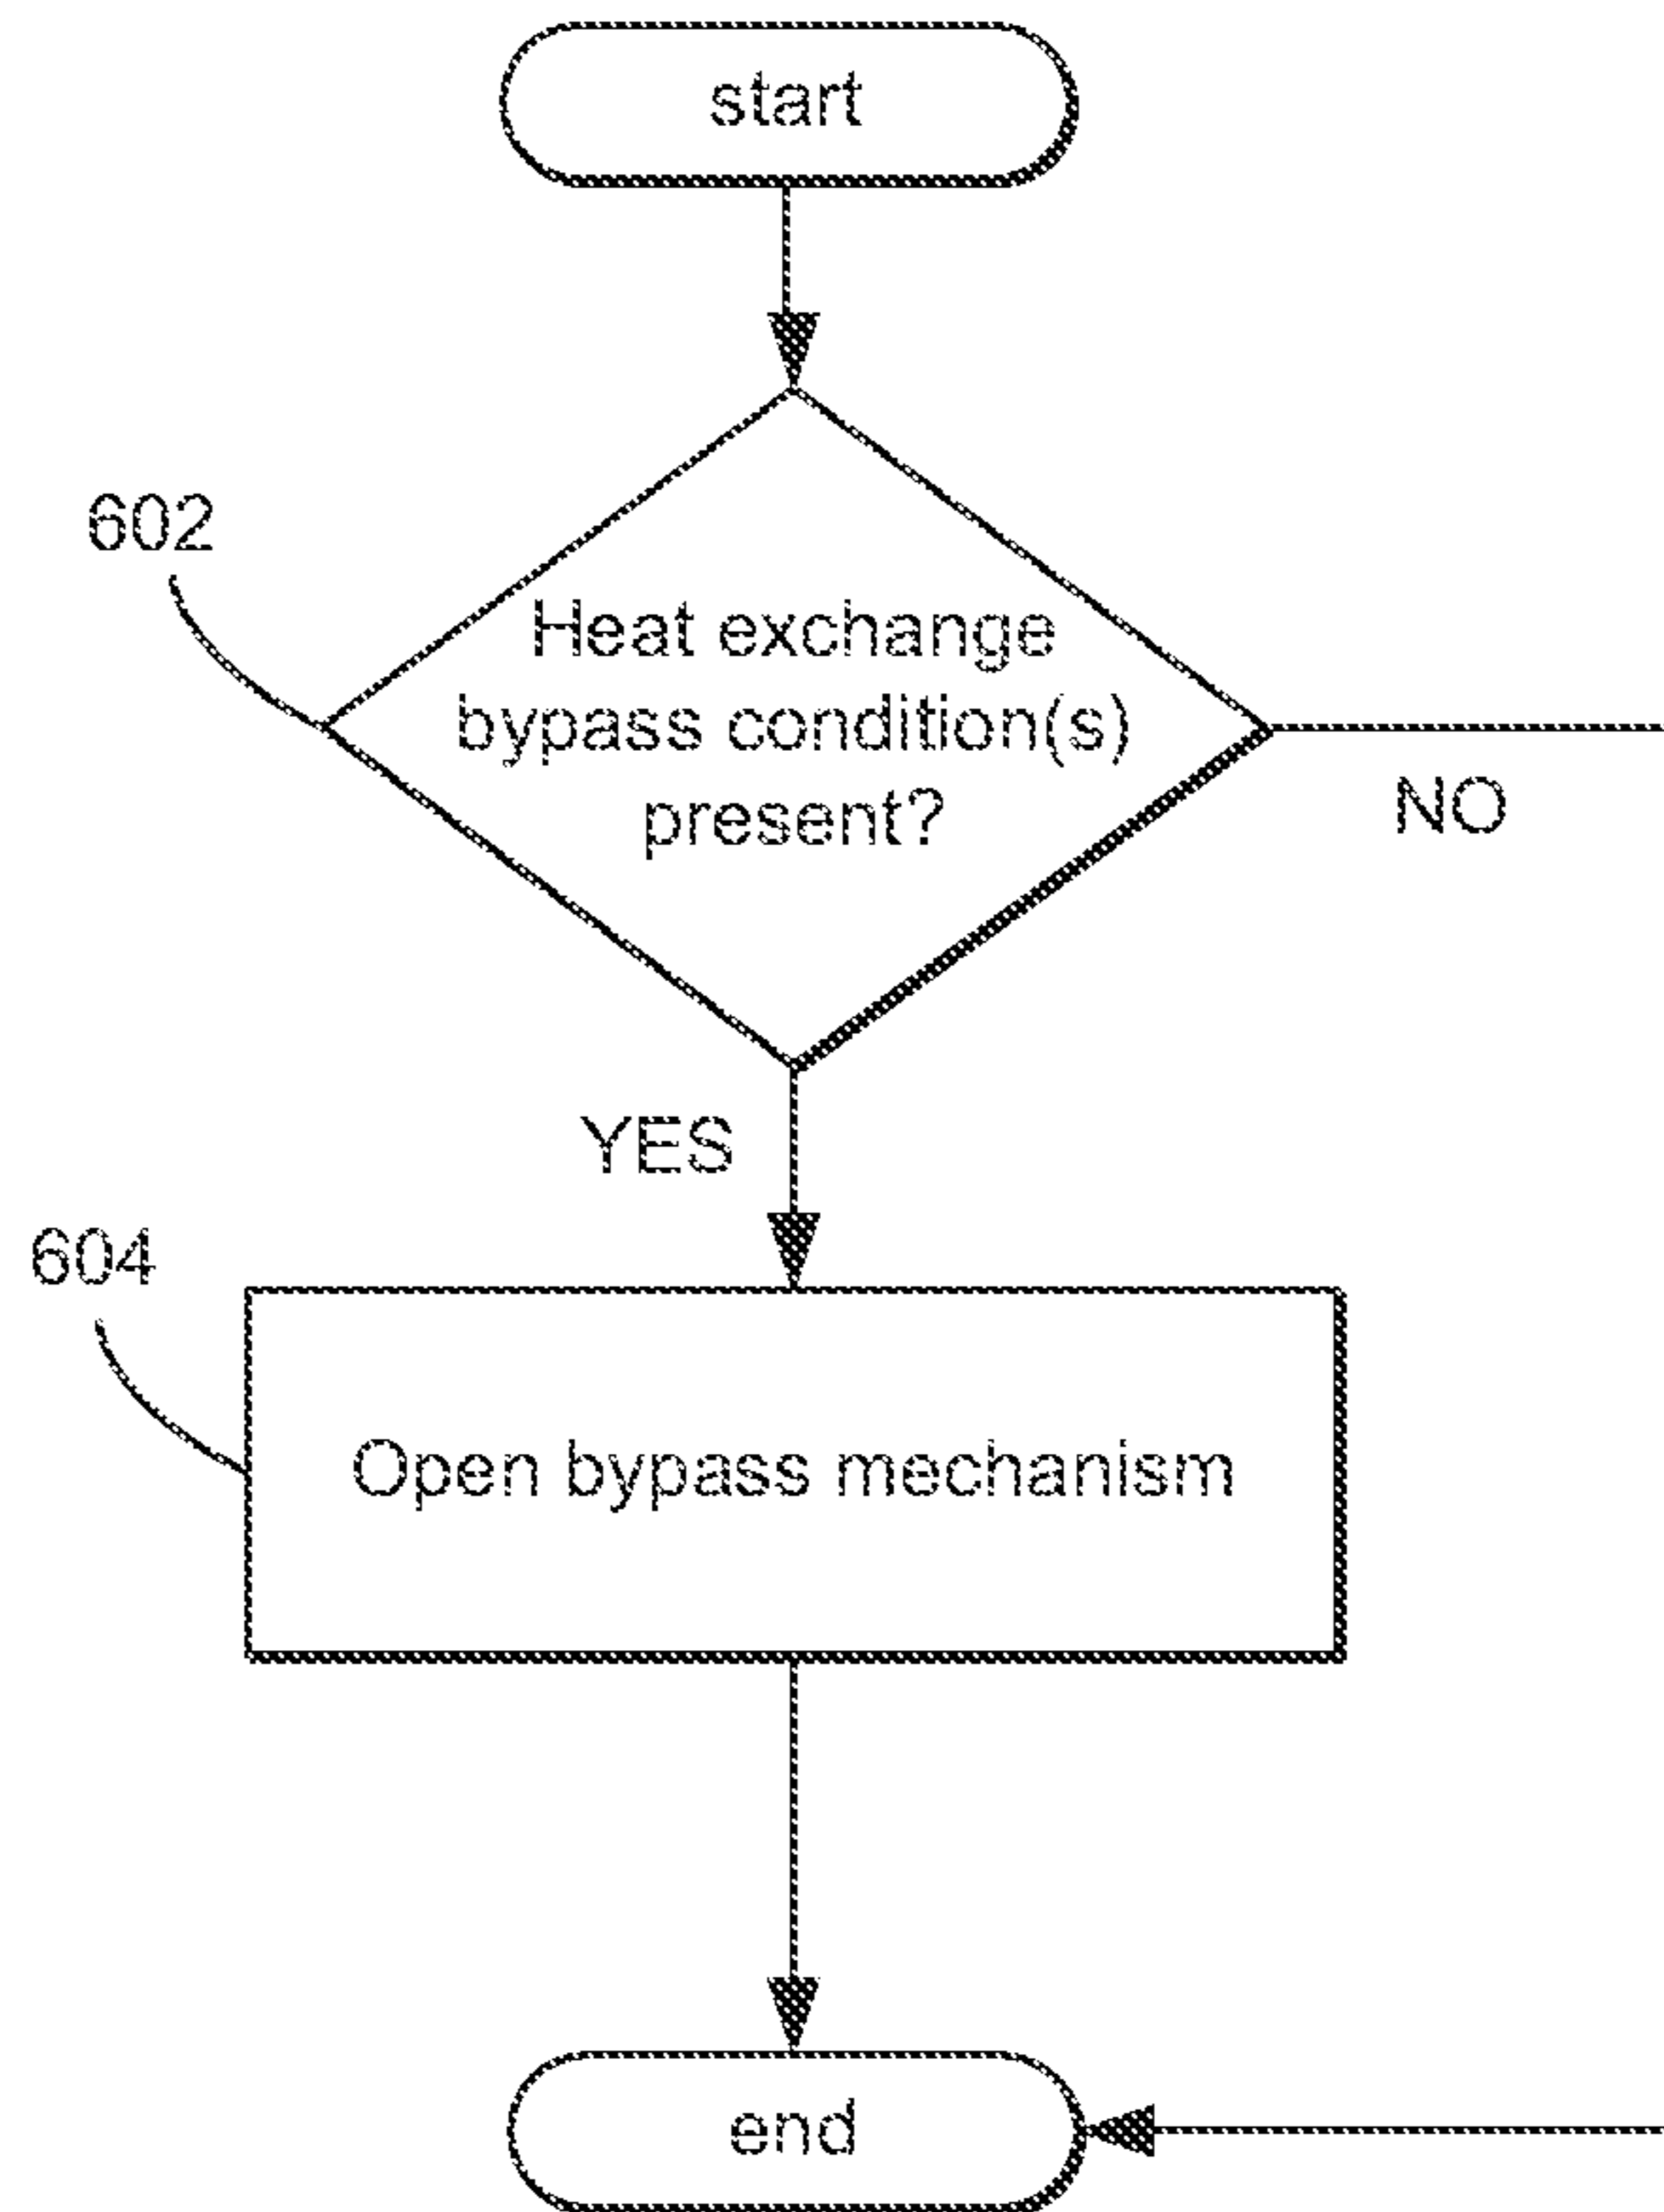 start
602
Heat exchange
bypass condition(s)
present?
NO
YES
604
Open bypass mechanism
end